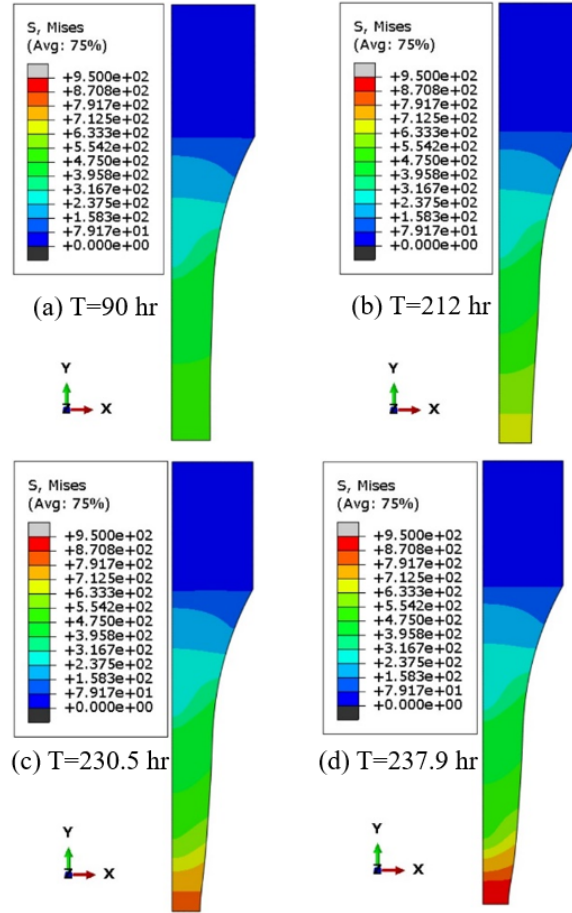 S, Mises
(Avg: 75%)
+9.500e+02
+8.708e+02
+7.917e+02
+7.125e+02
+6.333e+02
+5.542e+02
+4.750e+02
+3.958e+02
+3.167e+02
+2.375e+02
+1.583e+02
+7.917e+01
+0.000e+00
(a) T=90 hr
Y
Z
X
S, Mises
(Avg: 75%)
+9.500e+02
+8.708e+02
+7.917e+02
+7.125e+02
+6.333e+02
+5.542e+02
+4.750e+02
+3.958e+02
+3.167e+02
+2.375e+02
+1.583e+02
+7.917e+01
+0.000e+00
(b) T=212 hr
Y
Z
X
S, Mises
(Avg: 75%)
+9.500e+02
+8.708e+02
+7.917e+02
+7.125e+02
+6.333e+02
+5.542e+02
+4.750e+02
+3.958e+02
+3.167e+02
+2.375e+02
+1.583e+02
+7.917e+01
+0.000e+00
(c) T=230.5 hr
Y
Z
X
S, Mises
(Avg: 75%)
+9.500e+02
+8.708e+02
+7.917e+02
+7.125e+02
+6.333e+02
+5.542e+02
+4.750e+02
+3.958e+02
+3.167e+02
+2.375e+02
+1.583e+02
+7.917e+01
+0.000e+00
(d) T=237.9 hr
Y
Z
X